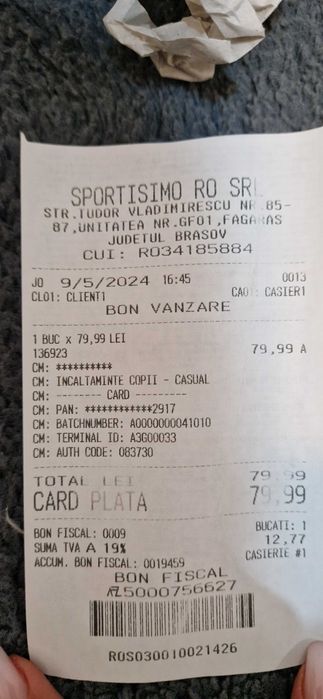 SPORTISIMO RO SRL
STR.TUDOR VLADIMIRESCU NR.85-
87,UNITATEA NR.GF01,FAGARAS
JUDETUL BRASOV
CUI: RO34185884
JO 9/5/2024 16:45 0013
CLO1: CLIENT1 CA01: CASIER1
BON VANZARE
1 BUC x 79,99 LEI
136923 79,99 A
CM: **********
CM: INCALTAMINTE COPII - CASUAL
CM: -------- CARD ---------
CM: PAN: ************2917
CM: BATCHNUMBER: A0000000041010
CM: TERMINAL ID: A3G00033
CM: AUTH CODE: 083730
TOTAL LEI 79,99
CARD PLATA 79,99
BON FISCAL: 0009 BUCATI: 1
SUMA TVA A 19% 12,77
ACCUM. BON FISCAL: 0019459 CASIERIE #1
BON FISCAL
5000756627
ROS030010021426